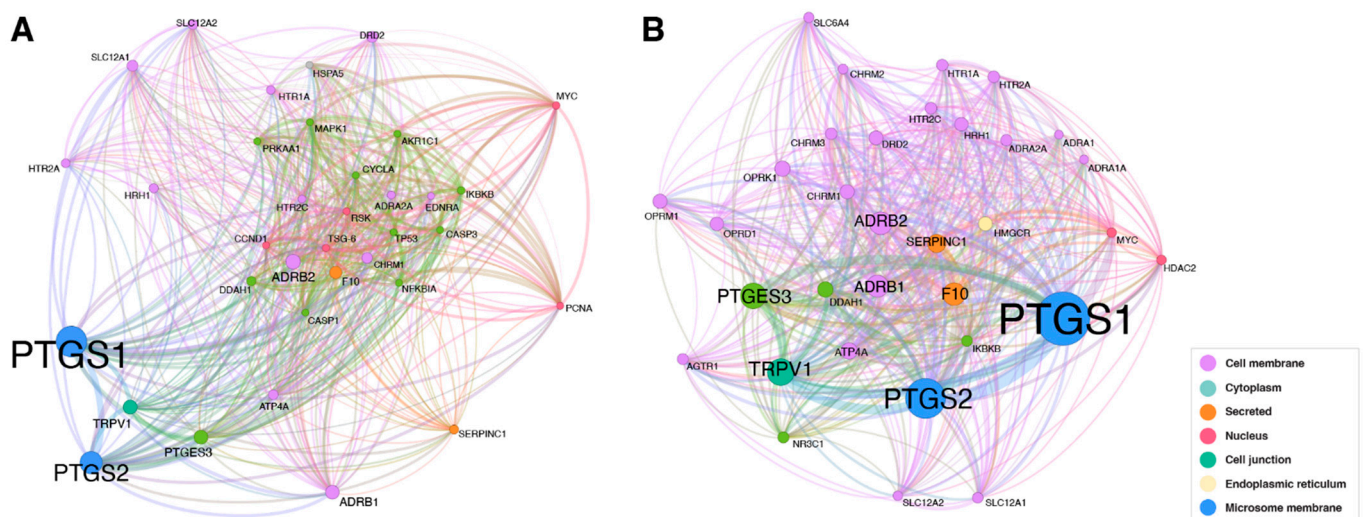 A
SLC12A2
DRD2
SLC12A1
HSPA5
HTR1A
MYC
MAPK1
AKR1C1
PRKAA1
HTR2A
CYCLA
IKBKB
HRH1
HTR2C
ADRA2A
EDNRA
RSK
CASP3
CCND1
TSG-6
TP53
CHRM1
ADRB2
F10
DDAH1
NFKBIA
PCNA
CASP1
PTGS1
ATP4A
TRPV1
SERPINC1
PTGES3
PTGS2
ADRB1
B
SLC6A4
CHRM2
HTR1A
HTR2A
HTR2C
HRH1
ADRA1
CHRM3
DRD2
ADRA2A
ADRA1A
OPRK1
CHRM1
OPRM1
ADRB2
OPRD1
HMGCR
SERPINC1
MYC
HDAC2
ADRB1
PTGES3
DDAH1
F10
PTGS1
IKBKB
ATP4A
AGTR1
TRPV1
PTGS2
NR3C1
SLC12A2
SLC12A1
Cell membrane
Cytoplasm
Secreted
Nucleus
Cell junction
Endoplasmic reticulum
Microsome membrane